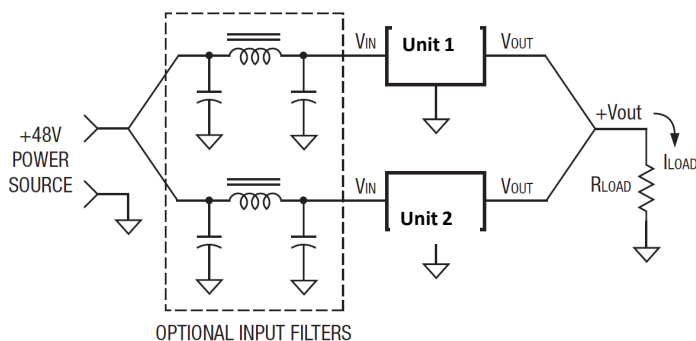 VIN Unit 1 VOUT
+48V
POWER
SOURCE
+Vout
ILOAD
RLOAD
VIN Unit 2 VOUT
OPTIONAL INPUT FILTERS